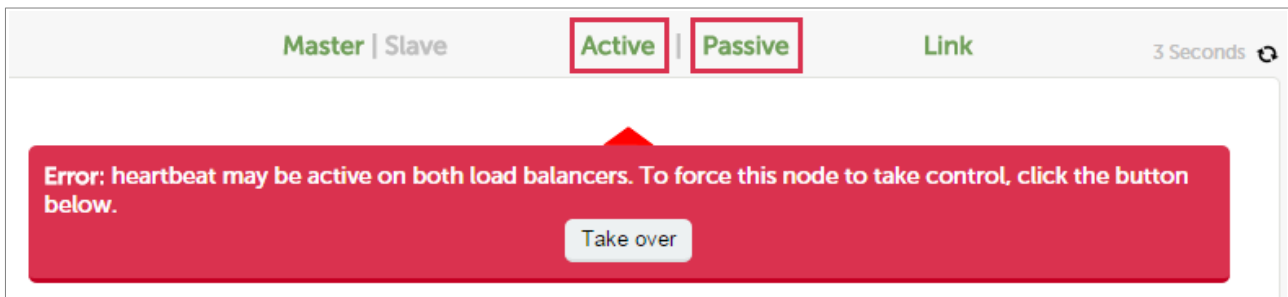 Master | Slave Active | Passive Link 3 Seconds
Error: heartbeat may be active on both load balancers. To force this node to take control, click the button
below.
Take over